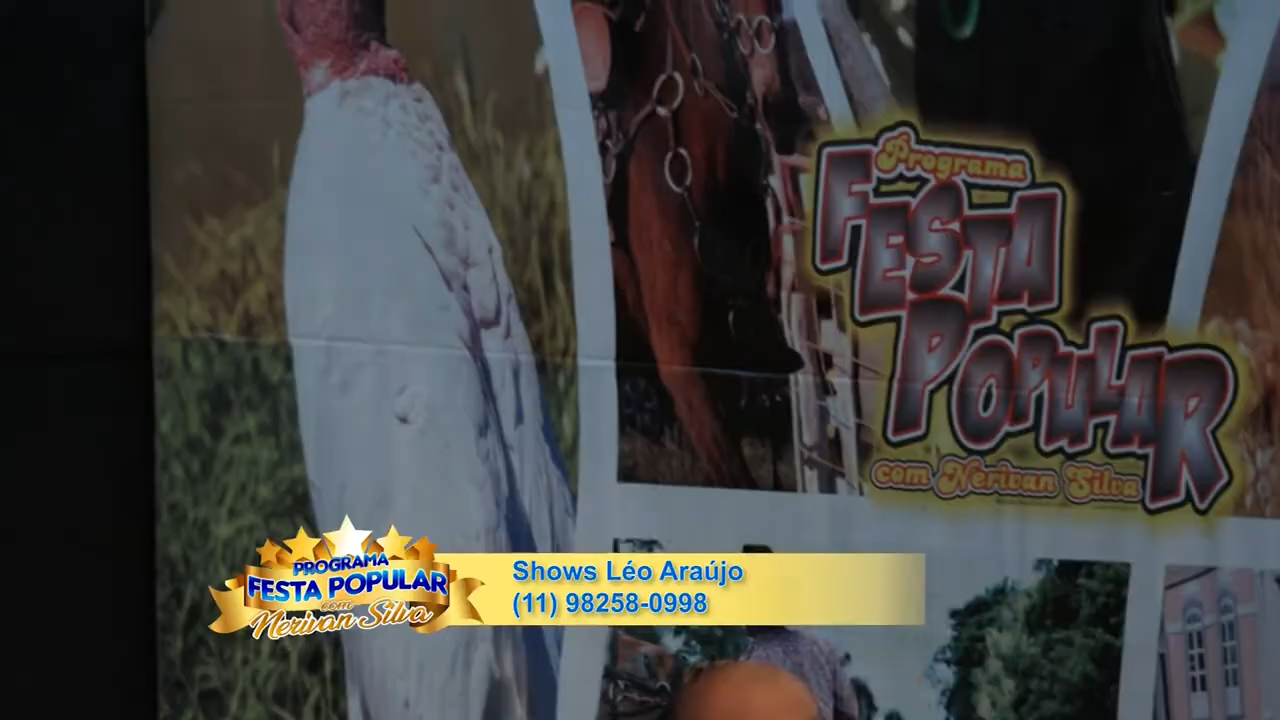 Programa
FESTA
POPULAR
com Nerivan Silva
PROGRAMA
FESTA POPULAR
com
Nerivan Silva
Shows Léo Araújo
(11) 98258-0998